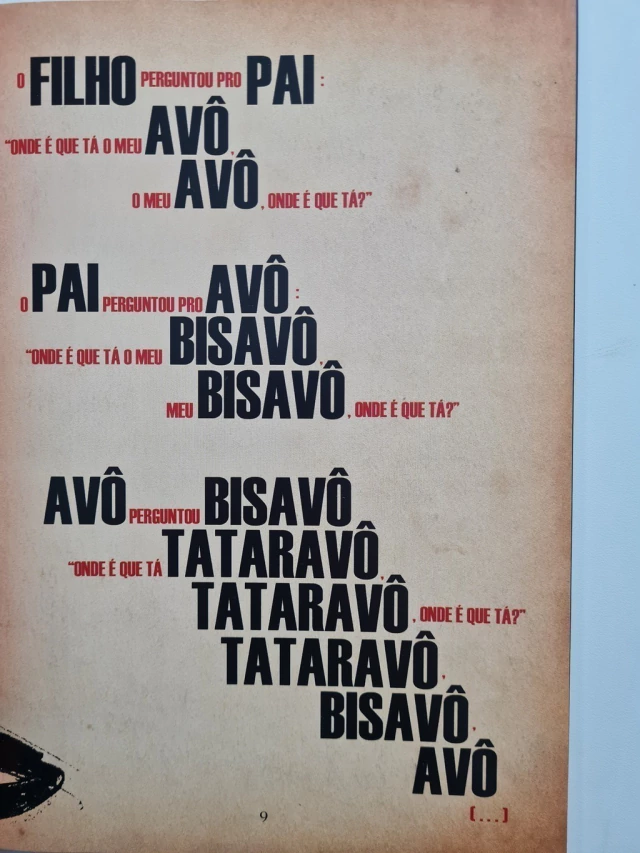 O FILHO PERGUNTOU PRO PAI :
“ONDE É QUE TÁ O MEU AVÔ,
O MEU AVÔ, ONDE É QUE TÁ?”
O PAI PERGUNTOU PRO AVÔ :
“ONDE É QUE TÁ O MEU BISAVÔ,
MEU BISAVÔ, ONDE É QUE TÁ?”
AVÔ PERGUNTOU BISAVÔ
“ONDE É QUE TÁ TATARAVÔ,
TATARAVÔ, ONDE É QUE TÁ?”
TATARAVÔ,
BISAVÔ,
AVÔ
(...)
9